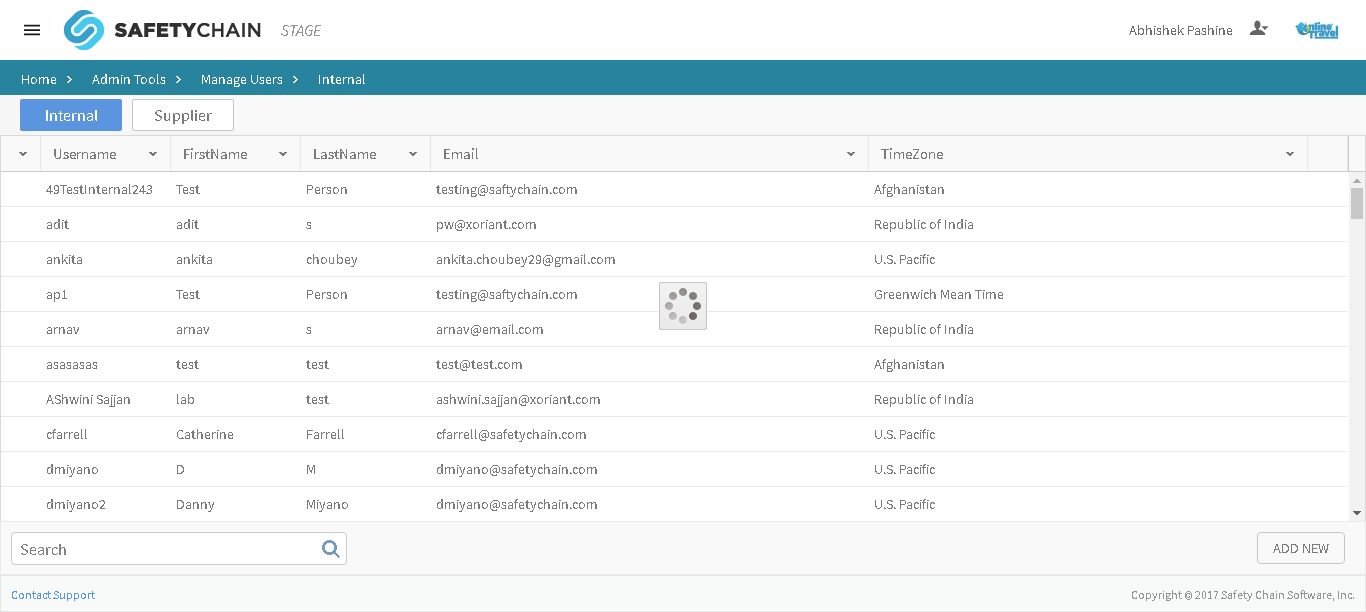 SAFETYCHAIN STAGE Abhishek Pashine Online Travel
Home Admin Tools Manage Users Internal
Internal Supplier
Username FirstName LastName Email TimeZone
49TestInternal243 Test Person testing@saftychain.com Afghanistan
adit adit s pw@xoriant.com Republic of India
ankita ankita choubey ankita.choubey29@gmail.com U.S. Pacific
ap1 Test Person testing@saftychain.com Greenwich Mean Time
arnav arnav s arnav@email.com Republic of India
asasasas test test test@test.com Afghanistan
AShwini Sajjan lab test ashwini.sajjan@xoriant.com Republic of India
cfarrell Catherine Farrell cfarrell@safetychain.com U.S. Pacific
dmiyano D M dmiyano@safetychain.com U.S. Pacific
dmiyano2 Danny Miyano dmiyano@safetychain.com U.S. Pacific
Search ADD NEW
Contact Support Copyright © 2017 Safety Chain Software, Inc.